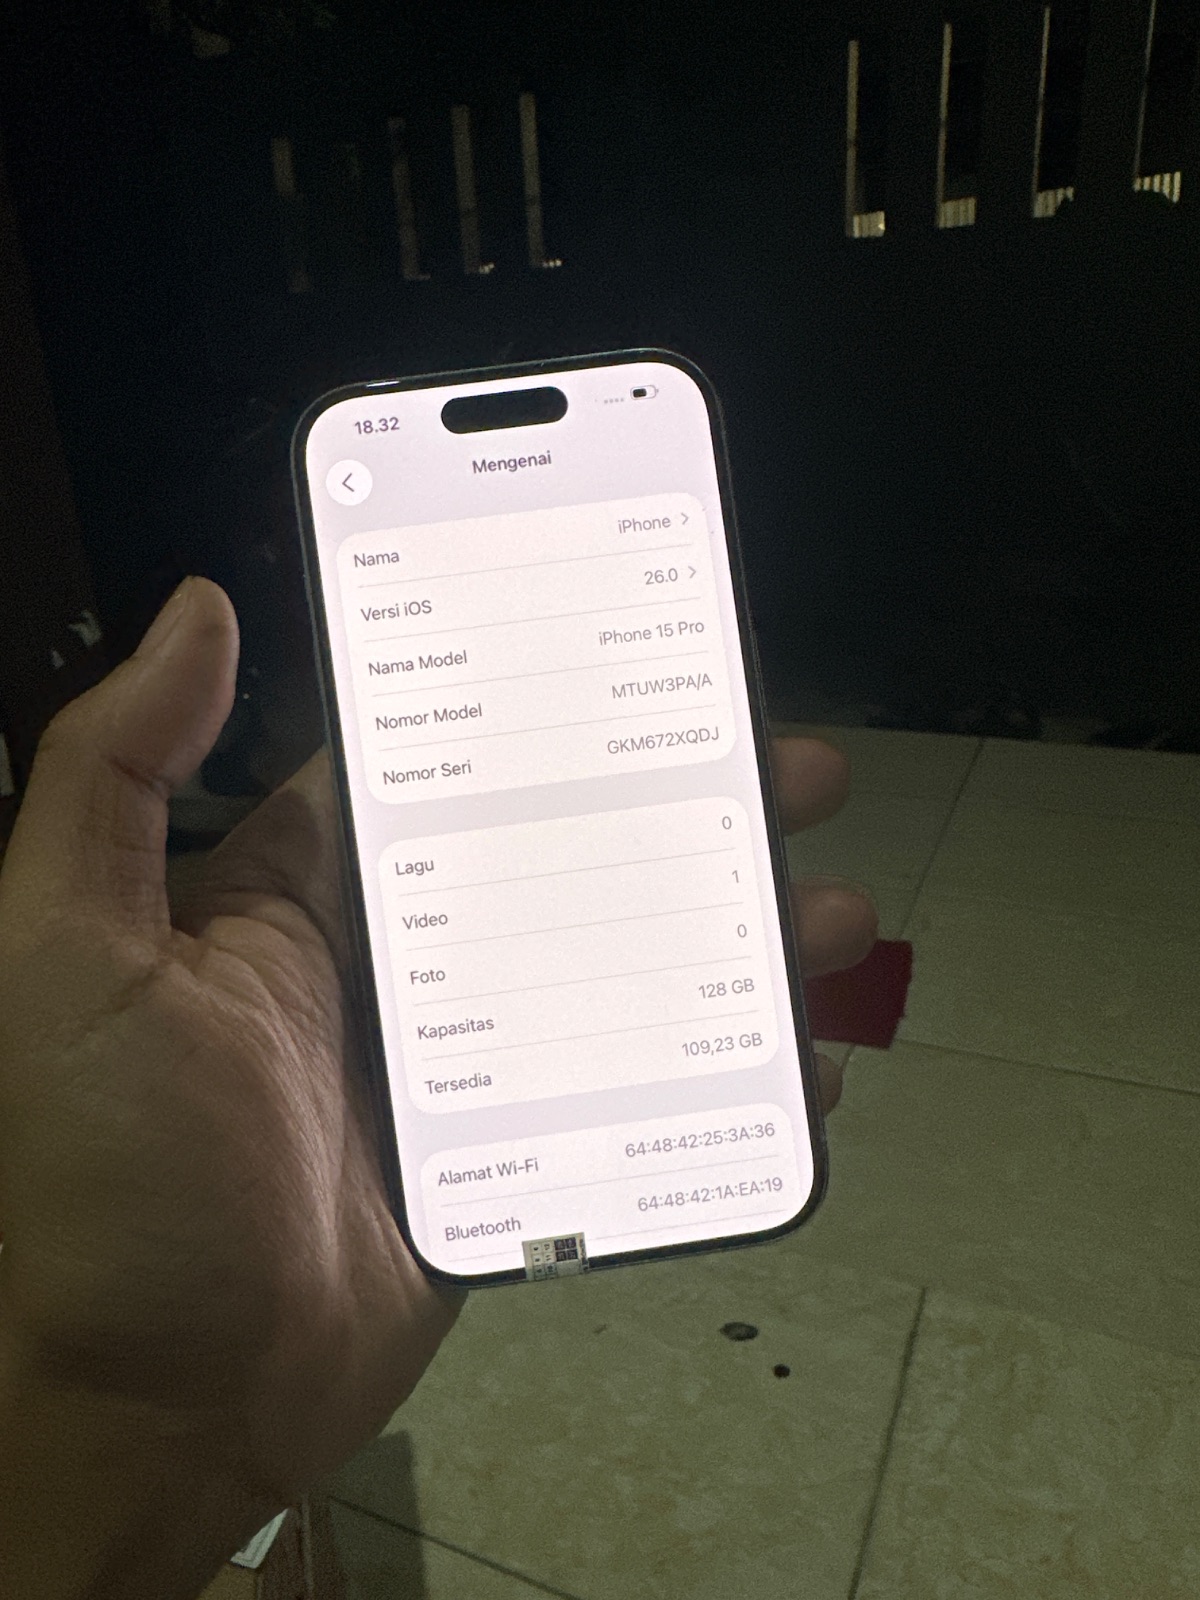 18.32
Mengenai
Nama iPhone
Versi iOS 26.0
Nama Model iPhone 15 Pro
Nomor Model MTUW3PA/A
Nomor Seri GKM672XQDJ
Lagu 0
Video 1
Foto 0
Kapasitas 128 GB
Tersedia 109,23 GB
Alamat Wi-Fi 64:48:42:25:3A:36
Bluetooth 64:48:42:1A:EA:19